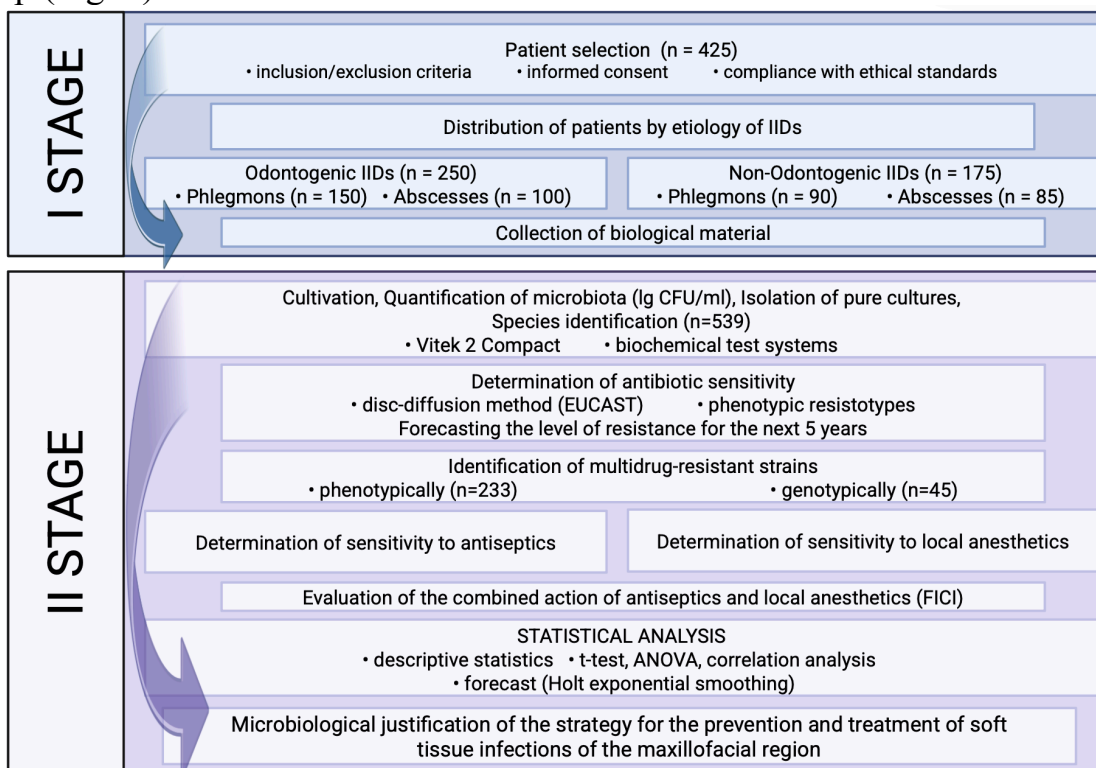 I STAGE
Patient selection (n = 425)
• inclusion/exclusion criteria • informed consent • compliance with ethical standards
Distribution of patients by etiology of IIDs
Odontogenic IIDs (n = 250)
• Phlegmons (n = 150) • Abscesses (n = 100)
Non-Odontogenic IIDs (n = 175)
• Phlegmons (n = 90) • Abscesses (n = 85)
Collection of biological material
II STAGE
Cultivation, Quantification of microbiota (lg CFU/ml), Isolation of pure cultures,
Species identification (n=539)
• Vitek 2 Compact • biochemical test systems
Determination of antibiotic sensitivity
• disc-diffusion method (EUCAST) • phenotypic resistotypes
Forecasting the level of resistance for the next 5 years
Identification of multidrug-resistant strains
• phenotypically (n=233) • genotypically (n=45)
Determination of sensitivity to antiseptics
Determination of sensitivity to local anesthetics
Evaluation of the combined action of antiseptics and local anesthetics (FICI)
STATISTICAL ANALYSIS
• descriptive statistics • t-test, ANOVA, correlation analysis
• forecast (Holt exponential smoothing)
Microbiological justification of the strategy for the prevention and treatment of soft
tissue infections of the maxillofacial region